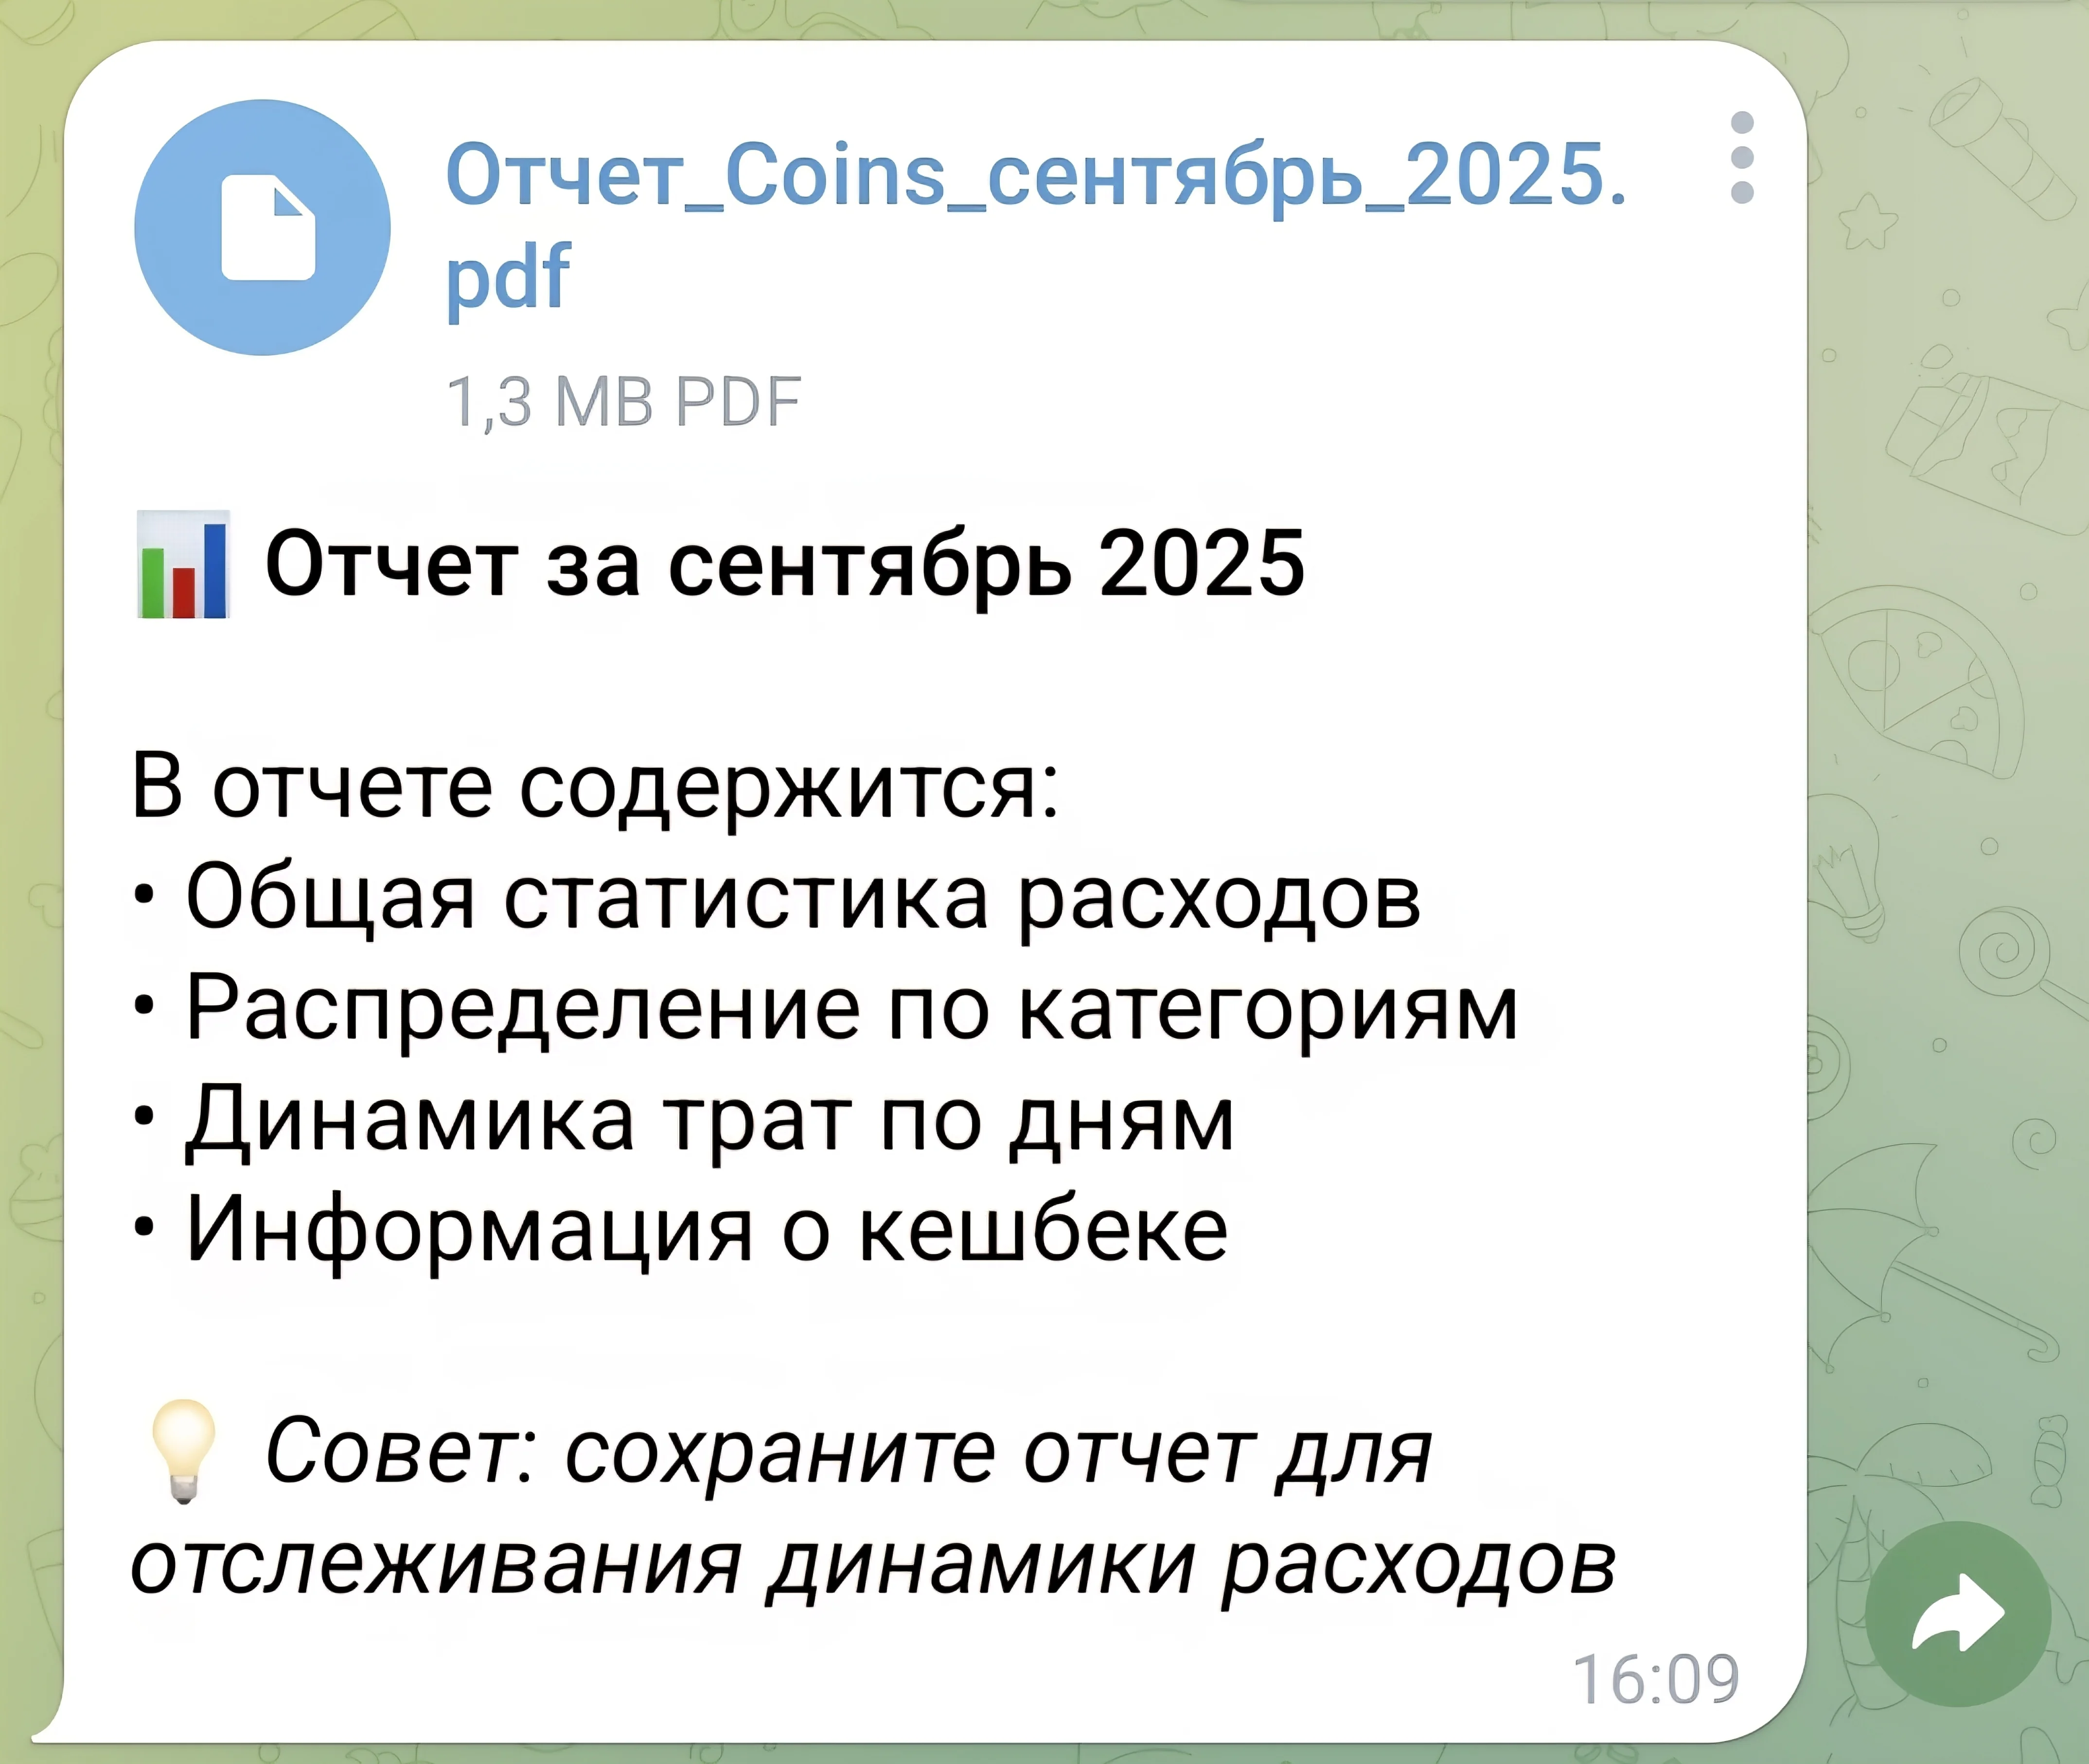 Отчет_Coins_сентябрь_2025.
pdf
1,3 MB PDF
📊 Отчет за сентябрь 2025
В отчете содержится:
• Общая статистика расходов
• Распределение по категориям
• Динамика трат по дням
• Информация о кешбеке
💡 Совет: сохраните отчет для
отслеживания динамики расходов
16:09